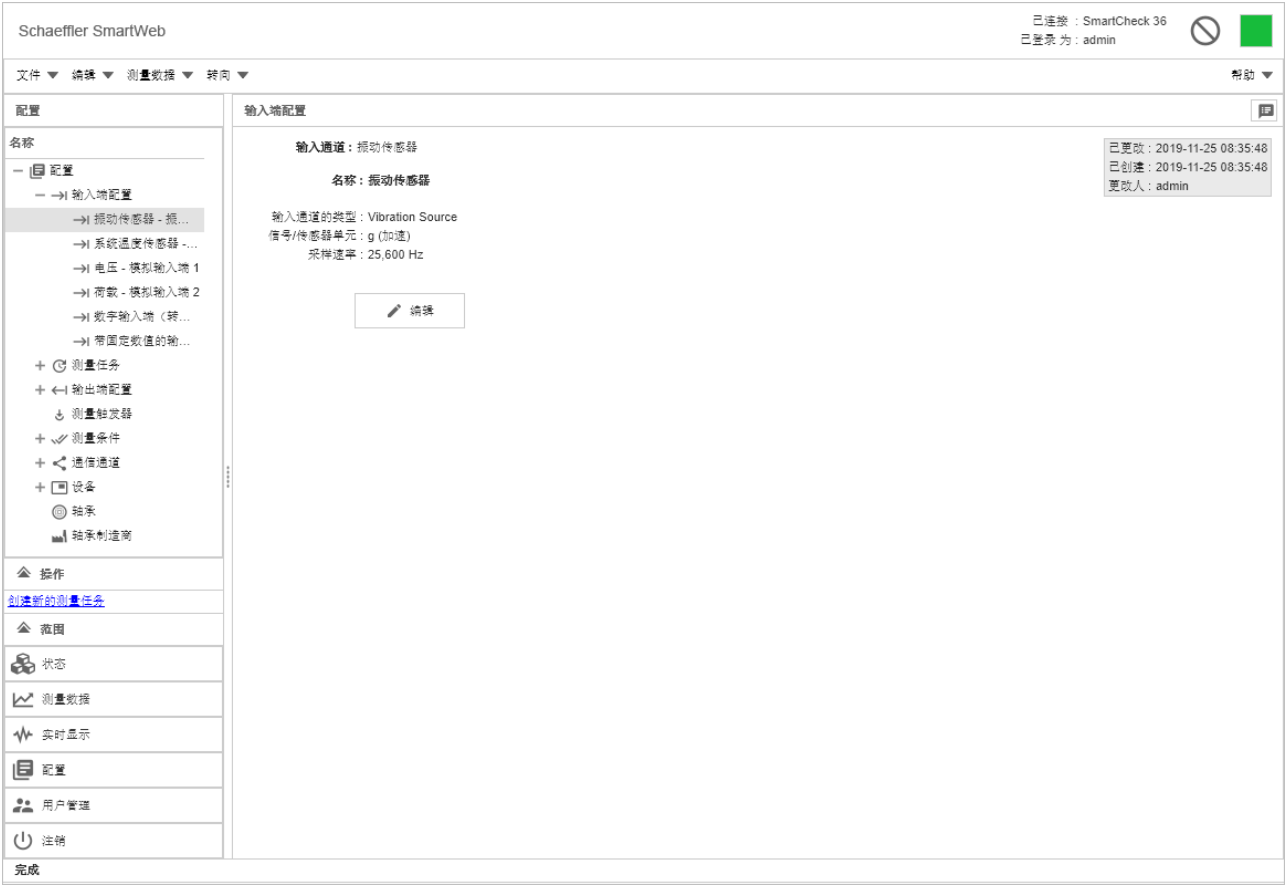 Schaeffler SmartWeb
已连接 : SmartCheck 36
已登录 为 : admin
文件 编辑 测量数据 转向 帮助
配置
名称
配置
输入端配置
振动传感器 - 振...
系统温度传感器 -...
电压 - 模拟输入端 1
荷载 - 模拟输入端 2
数字输入端（转...
带固定数值的输...
测量任务
输出端配置
测量触发器
测量条件
通信通道
设备
轴承
轴承制造商
操作
创建新的测量任务
范围
状态
测量数据
实时显示
配置
用户管理
注销
输入端配置
输入通道 : 振动传感器
名称 : 振动传感器
输入通道的类型 : Vibration Source
信号/传感器单元 : g (加速)
采样速率 : 25,600 Hz
编辑
已更改 : 2019-11-25 08:35:48
已创建 : 2019-11-25 08:35:48
更改人 : admin
完成